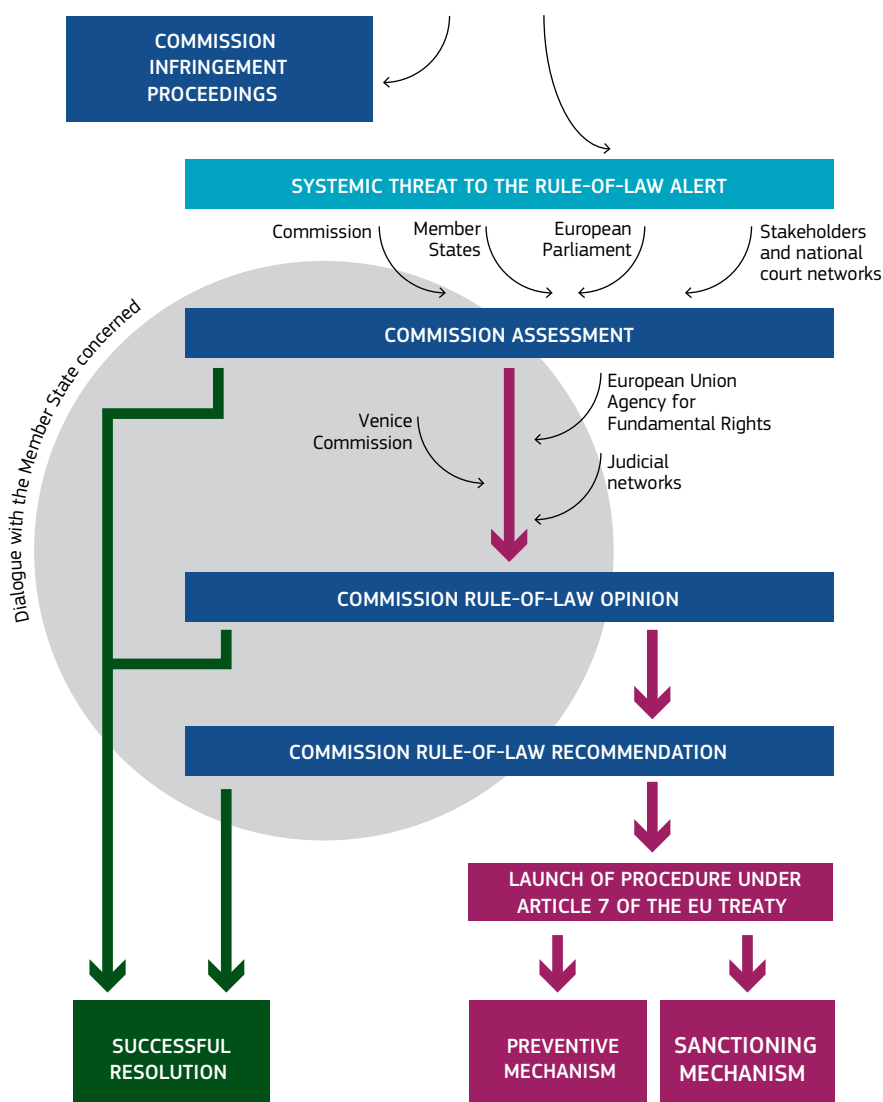 COMMISSION
INFRINGEMENT
PROCEEDINGS
SYSTEMIC THREAT TO THE RULE-OF-LAW ALERT
Commission
Member
States
European
Parliament
Stakeholders
and national
court networks
Dialogue with the Member State concerned
COMMISSION ASSESSMENT
European Union
Agency for
Fundamental Rights
Venice
Commission
Judicial
networks
COMMISSION RULE-OF-LAW OPINION
COMMISSION RULE-OF-LAW RECOMMENDATION
LAUNCH OF PROCEDURE UNDER
ARTICLE 7 OF THE EU TREATY
SUCCESSFUL
RESOLUTION
PREVENTIVE
MECHANISM
SANCTIONING
MECHANISM